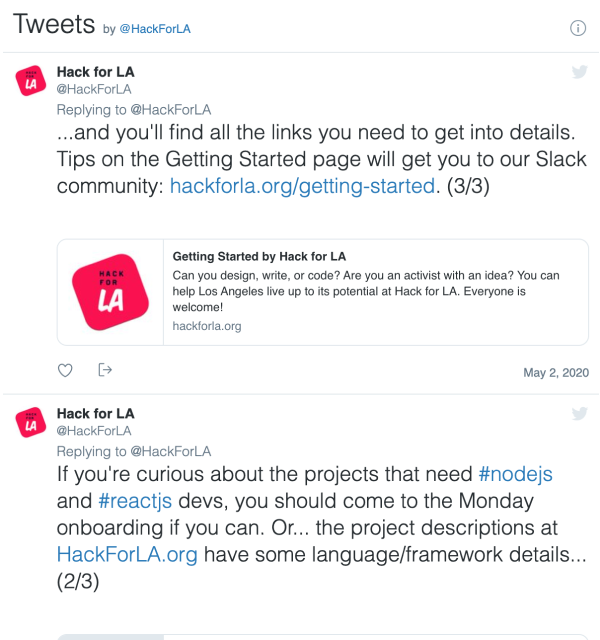 Tweets by @HackForLA
Hack for LA
@HackForLA
Replying to @HackForLA
...and you'll find all the links you need to get into details.
Tips on the Getting Started page will get you to our Slack
community: hackforla.org/getting-started. (3/3)
HACK
FOR
LA
Getting Started by Hack for LA
Can you design, write, or code? Are you an activist with an idea? You can
help Los Angeles live up to its potential at Hack for LA. Everyone is
welcome!
hackforla.org
May 2, 2020
Hack for LA
@HackForLA
Replying to @HackForLA
If you're curious about the projects that need #nodejs
and #reactjs devs, you should come to the Monday
onboarding if you can. Or... the project descriptions at
HackForLA.org have some language/framework details...
(2/3)